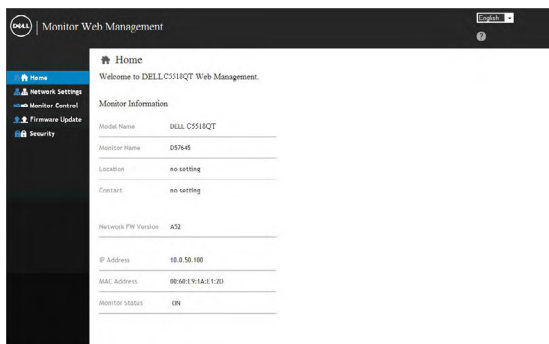 DELL
Monitor Web Management
English
?
Home
Network Settings
Monitor Control
Firmware Update
Security
Home
Welcome to DELL C5518QT Web Management.
Monitor Information
Model Name DELL C5518QT
Monitor Name D57645
Location no setting
Contact no setting
Network FW Version A52
IP Address 10.0.50.100
MAC Address
Monitor Status ON